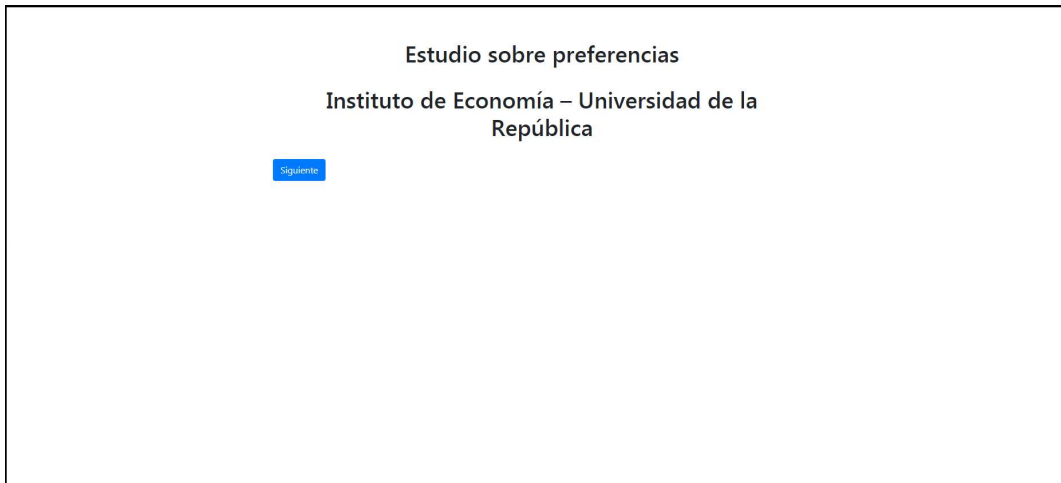 Estudio sobre preferencias
Instituto de Economía – Universidad de la
República
Siguiente